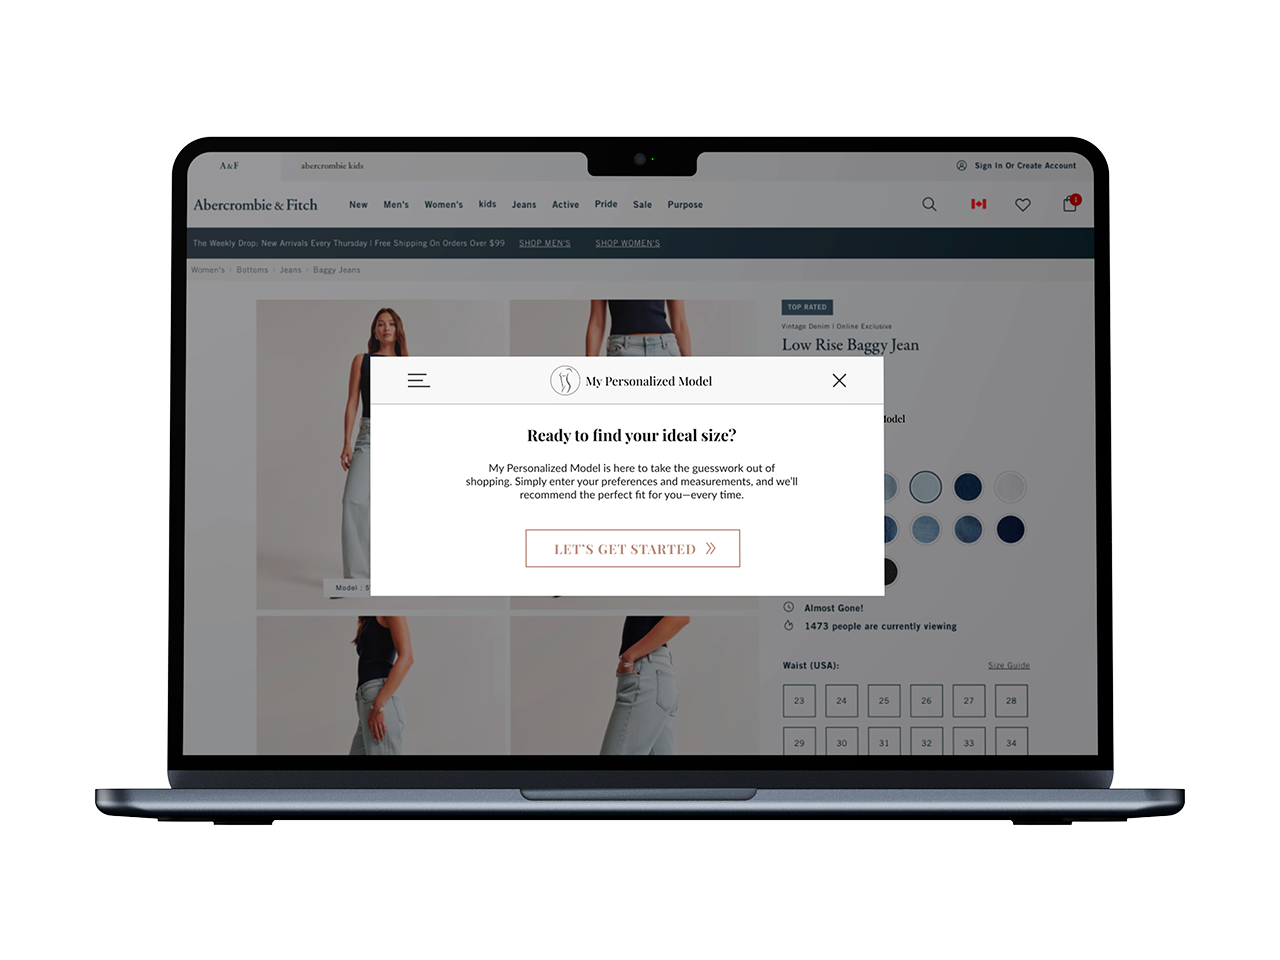 A & F
abercrombie kids
Sign In Or Create Account
Abercrombie & Fitch
New Men's Women's kids Jeans Active Pride Sale Purpose
1
The Weekly Drop: New Arrivals Every Thursday | Free Shipping On Orders Over $99 SHOP MEN'S SHOP WOMEN'S
Women's › Bottoms › Jeans › Baggy Jeans
TOP RATED
Vintage Denim | Online Exclusive
Low Rise Baggy Jean
My Personalized Model
Ready to find your ideal size?
My Personalized Model is here to take the guesswork out of
shopping. Simply enter your preferences and measurements, and we'll
recommend the perfect fit for you—every time.
LET'S GET STARTED
Model :
Almost Gone!
1473 people are currently viewing
Waist (USA): Size Guide
23 24 25 26 27 28
29 30 31 32 33 34